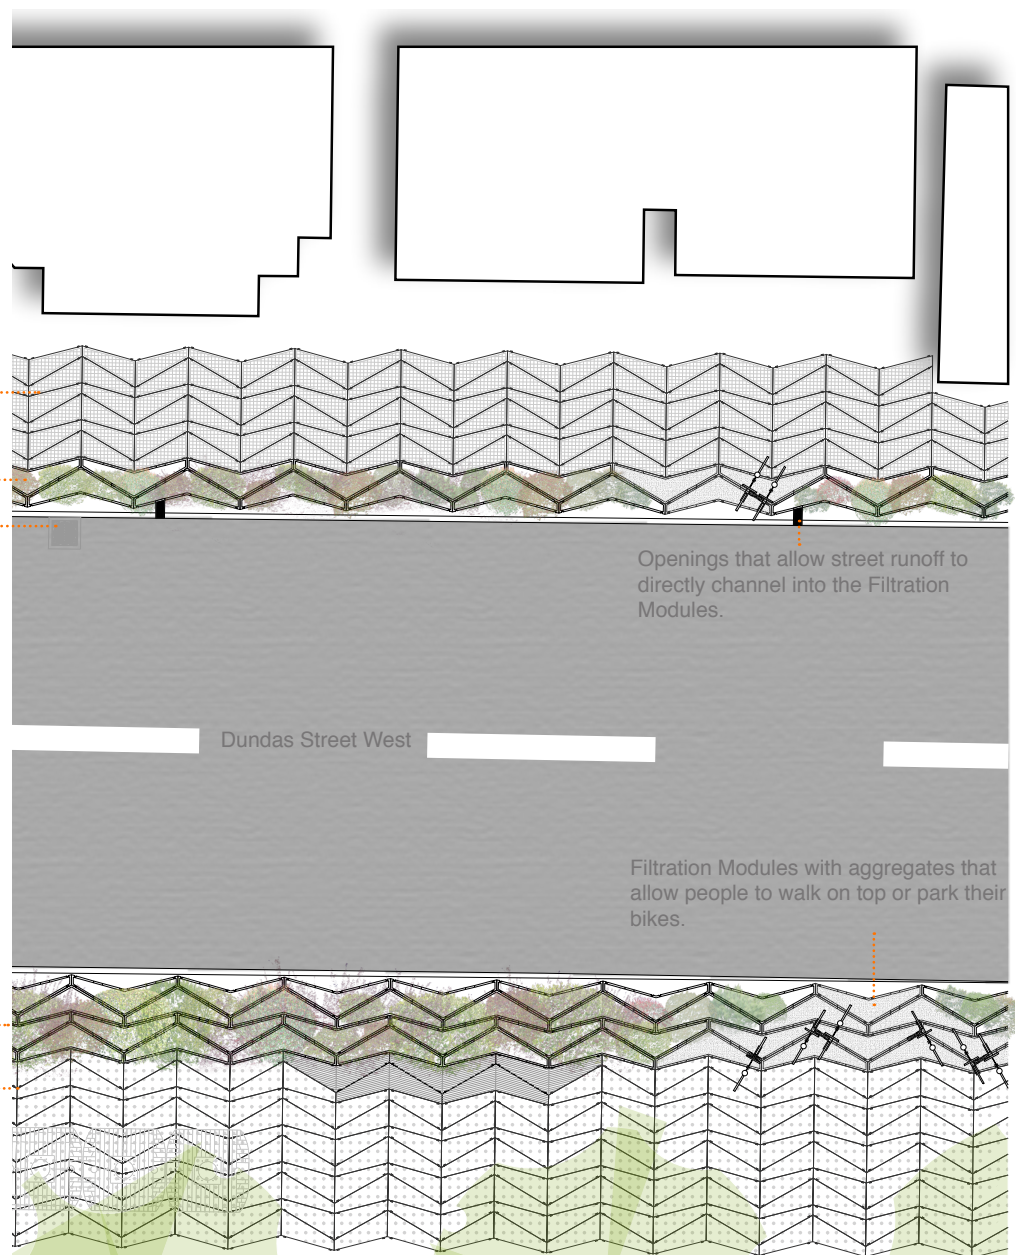 Openings that allow street runoff to
directly channel into the Filtration
Modules.
Dundas Street West
Filtration Modules with aggregates that
allow people to walk on top or park their
bikes.